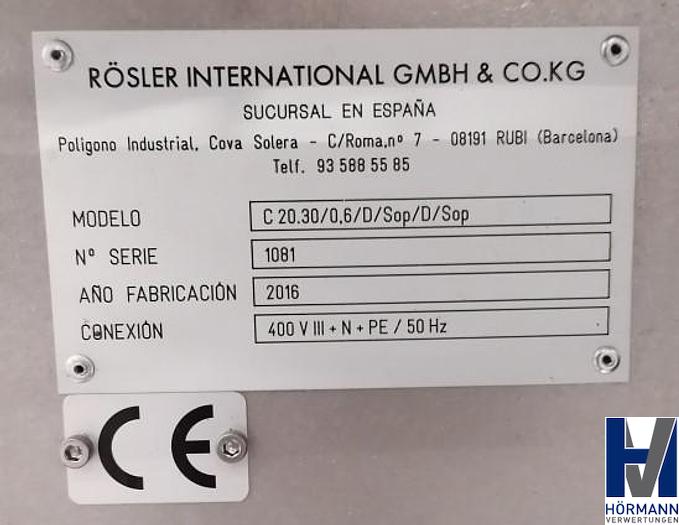 RÖSLER INTERNATIONAL GMBH & CO.KG
SUCURSAL EN ESPAÑA
Poligono Industrial, Cova Solera - C/Roma,nº 7 - 08191 RUBI (Barcelona)
Telf. 93 588 55 85
MODELO C 20.30/0,6/D/Sop/D/Sop
Nº SERIE 1081
AÑO FABRICACIÓN 2016
CONEXIÓN 400 V III + N + PE / 50 Hz
CE
HV
HÖRMANN
VERWERTUNGEN